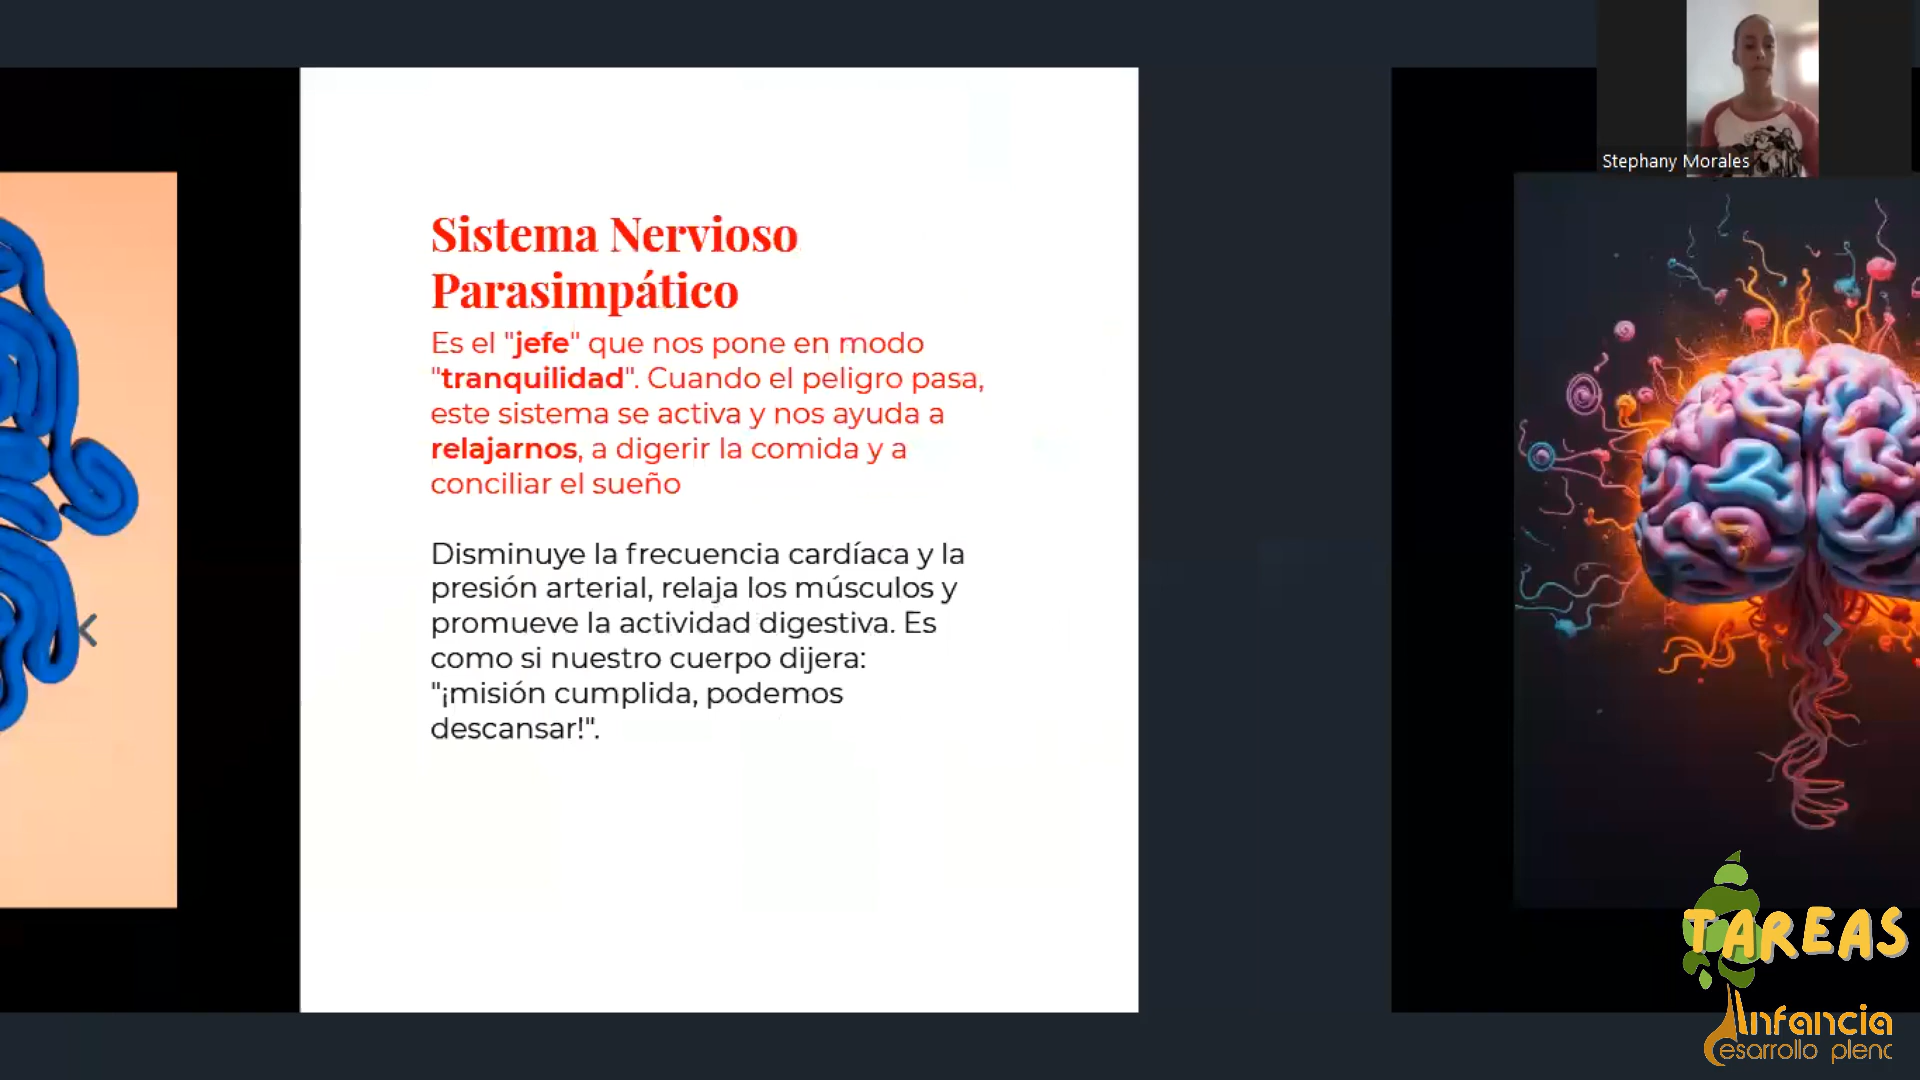 Stephany Morales
Sistema Nervioso
Parasimpático
Es el "jefe" que nos pone en modo
"tranquilidad". Cuando el peligro pasa,
este sistema se activa y nos ayuda a
relajarnos, a digerir la comida y a
conciliar el sueño
Disminuye la frecuencia cardíaca y la
presión arterial, relaja los músculos y
promueve la actividad digestiva. Es
como si nuestro cuerpo dijera:
"¡misión cumplida, podemos
descansar!".
TAREAS
Infancia
Desarrollo pleno